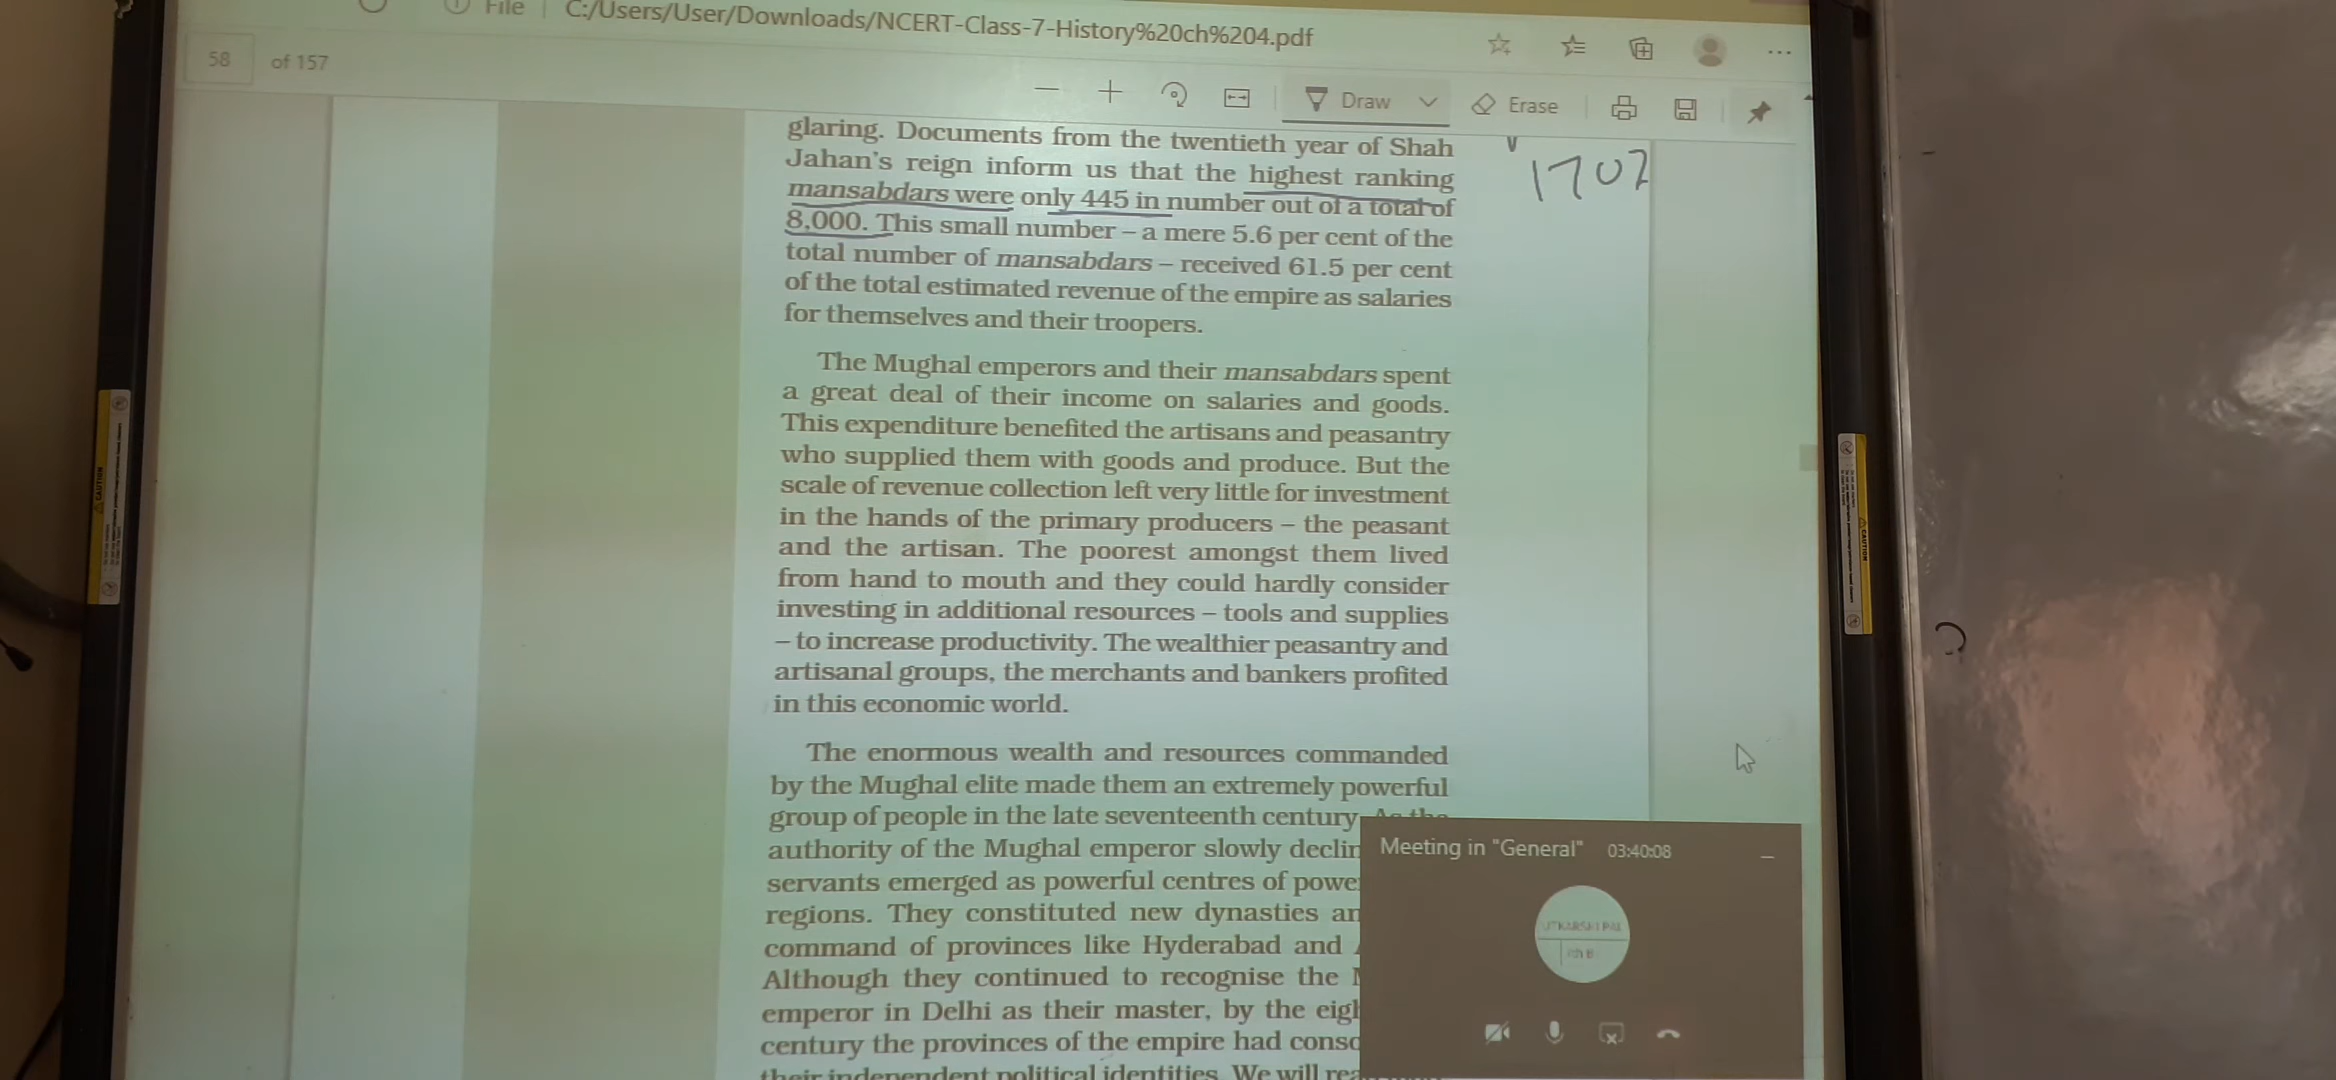 File | C:/Users/User/Downloads/NCERT-Class-7-History%20ch%204.pdf
58 of 157
Draw Erase
glaring. Documents from the twentieth year of Shah
Jahan's reign inform us that the highest ranking
mansabdars were only 445 in number out of a total of
8,000. This small number – a mere 5.6 per cent of the
total number of mansabdars – received 61.5 per cent
of the total estimated revenue of the empire as salaries
for themselves and their troopers.
1707
The Mughal emperors and their mansabdars spent
a great deal of their income on salaries and goods.
This expenditure benefited the artisans and peasantry
who supplied them with goods and produce. But the
scale of revenue collection left very little for investment
in the hands of the primary producers – the peasant
and the artisan. The poorest amongst them lived
from hand to mouth and they could hardly consider
investing in additional resources – tools and supplies
– to increase productivity. The wealthier peasantry and
artisanal groups, the merchants and bankers profited
in this economic world.
The enormous wealth and resources commanded
by the Mughal elite made them an extremely powerful
group of people in the late seventeenth century
authority of the Mughal emperor slowly declin
servants emerged as powerful centres of powe
regions. They constituted new dynasties an
command of provinces like Hyderabad and
Although they continued to recognise the
emperor in Delhi as their master, by the eigh
century the provinces of the empire had conso
their independent political identities. We will rea
Meeting in "General" 03:40:08
UTKARSH PAL
CAUTION
CAUTION